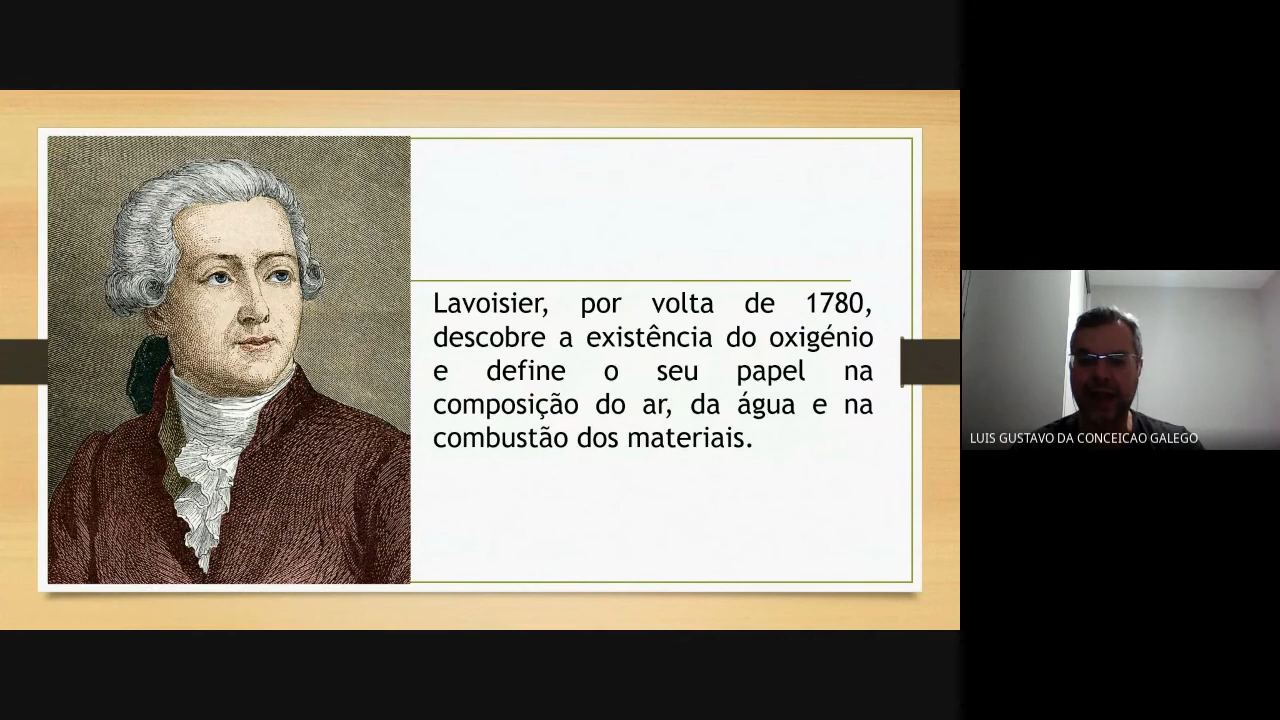 Lavoisier, por volta de 1780,
descobre a existência do oxigénio
e define o seu papel na
composição do ar, da água e na
combustão dos materiais.
LUIS GUSTAVO DA CONCEICAO GALEGO